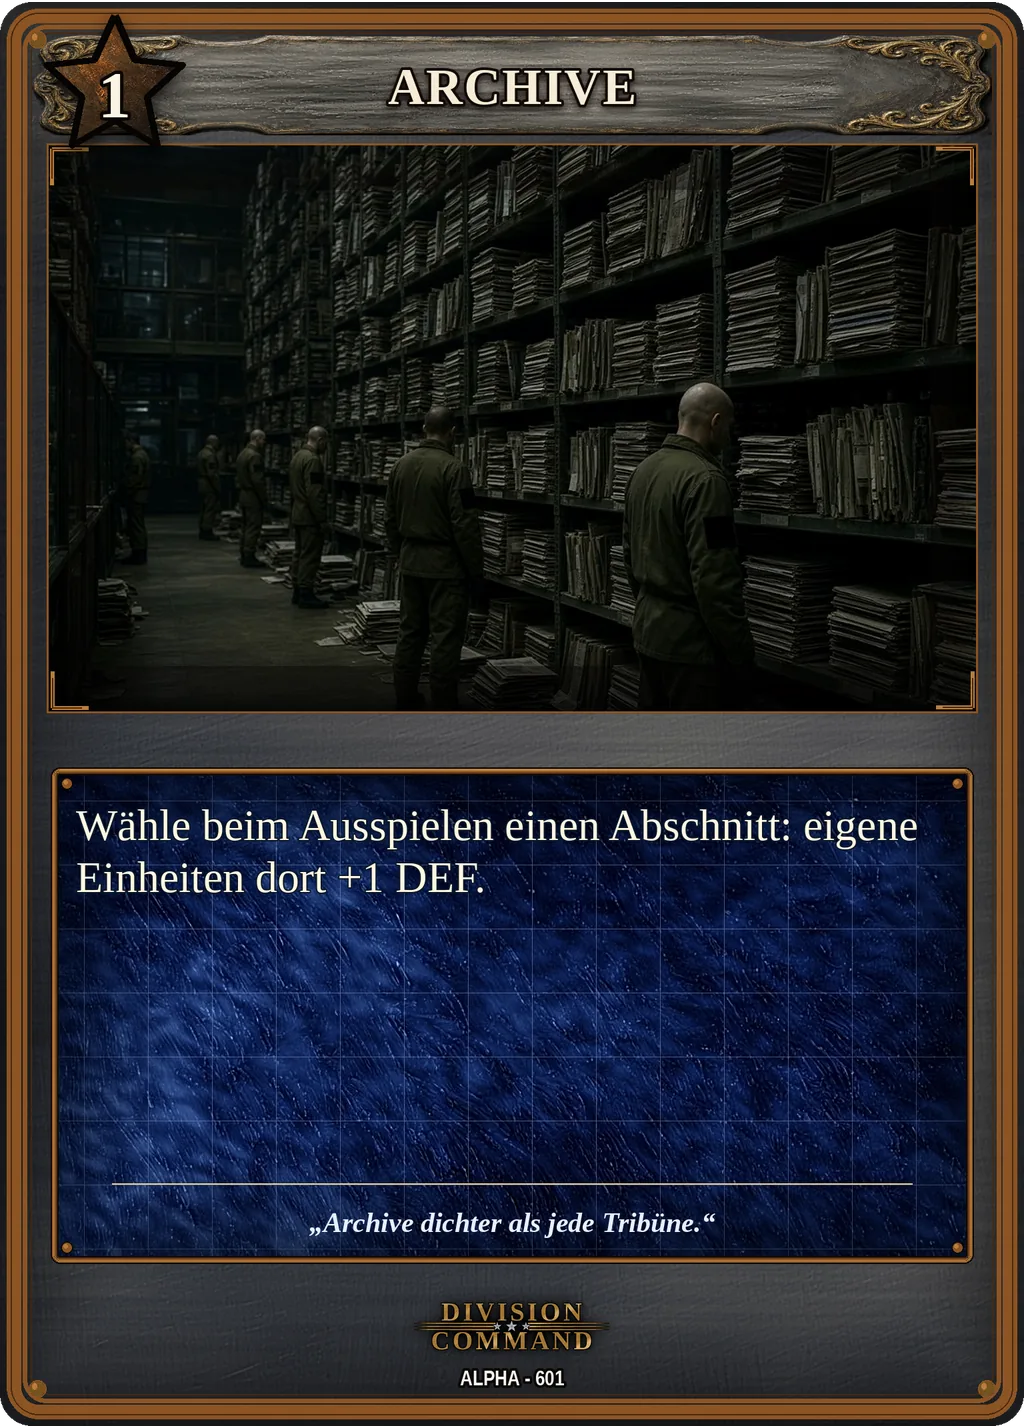 1
ARCHIVE
Wähle beim Ausspielen einen Abschnitt: eigene
Einheiten dort +1 DEF.
„Archive dichter als jede Tribüne.“
DIVISION
COMMAND
ALPHA - 601